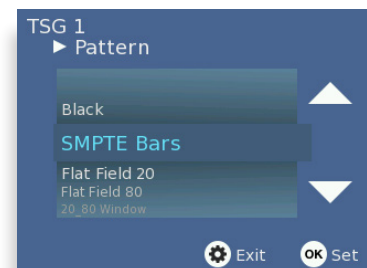 TSG 1
Pattern
Black
SMPTE Bars
Flat Field 20
Flat Field 80
20_80 Window
Exit
OK Set